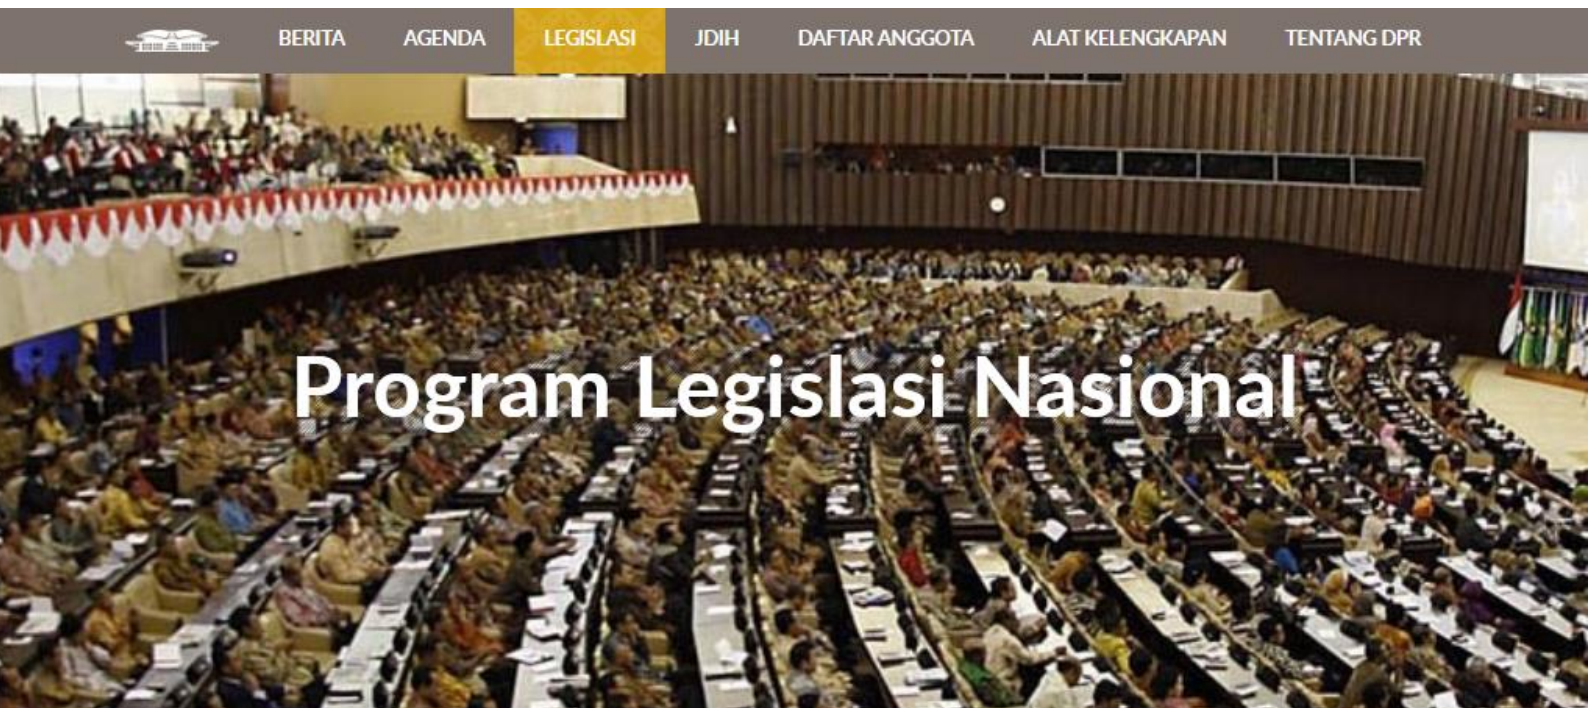 BERITA
AGENDA
LEGISLASI
JDIH
DAFTAR ANGGOTA
ALAT KELENGKAPAN
TENTANG DPR
Program Legislasi Nasional